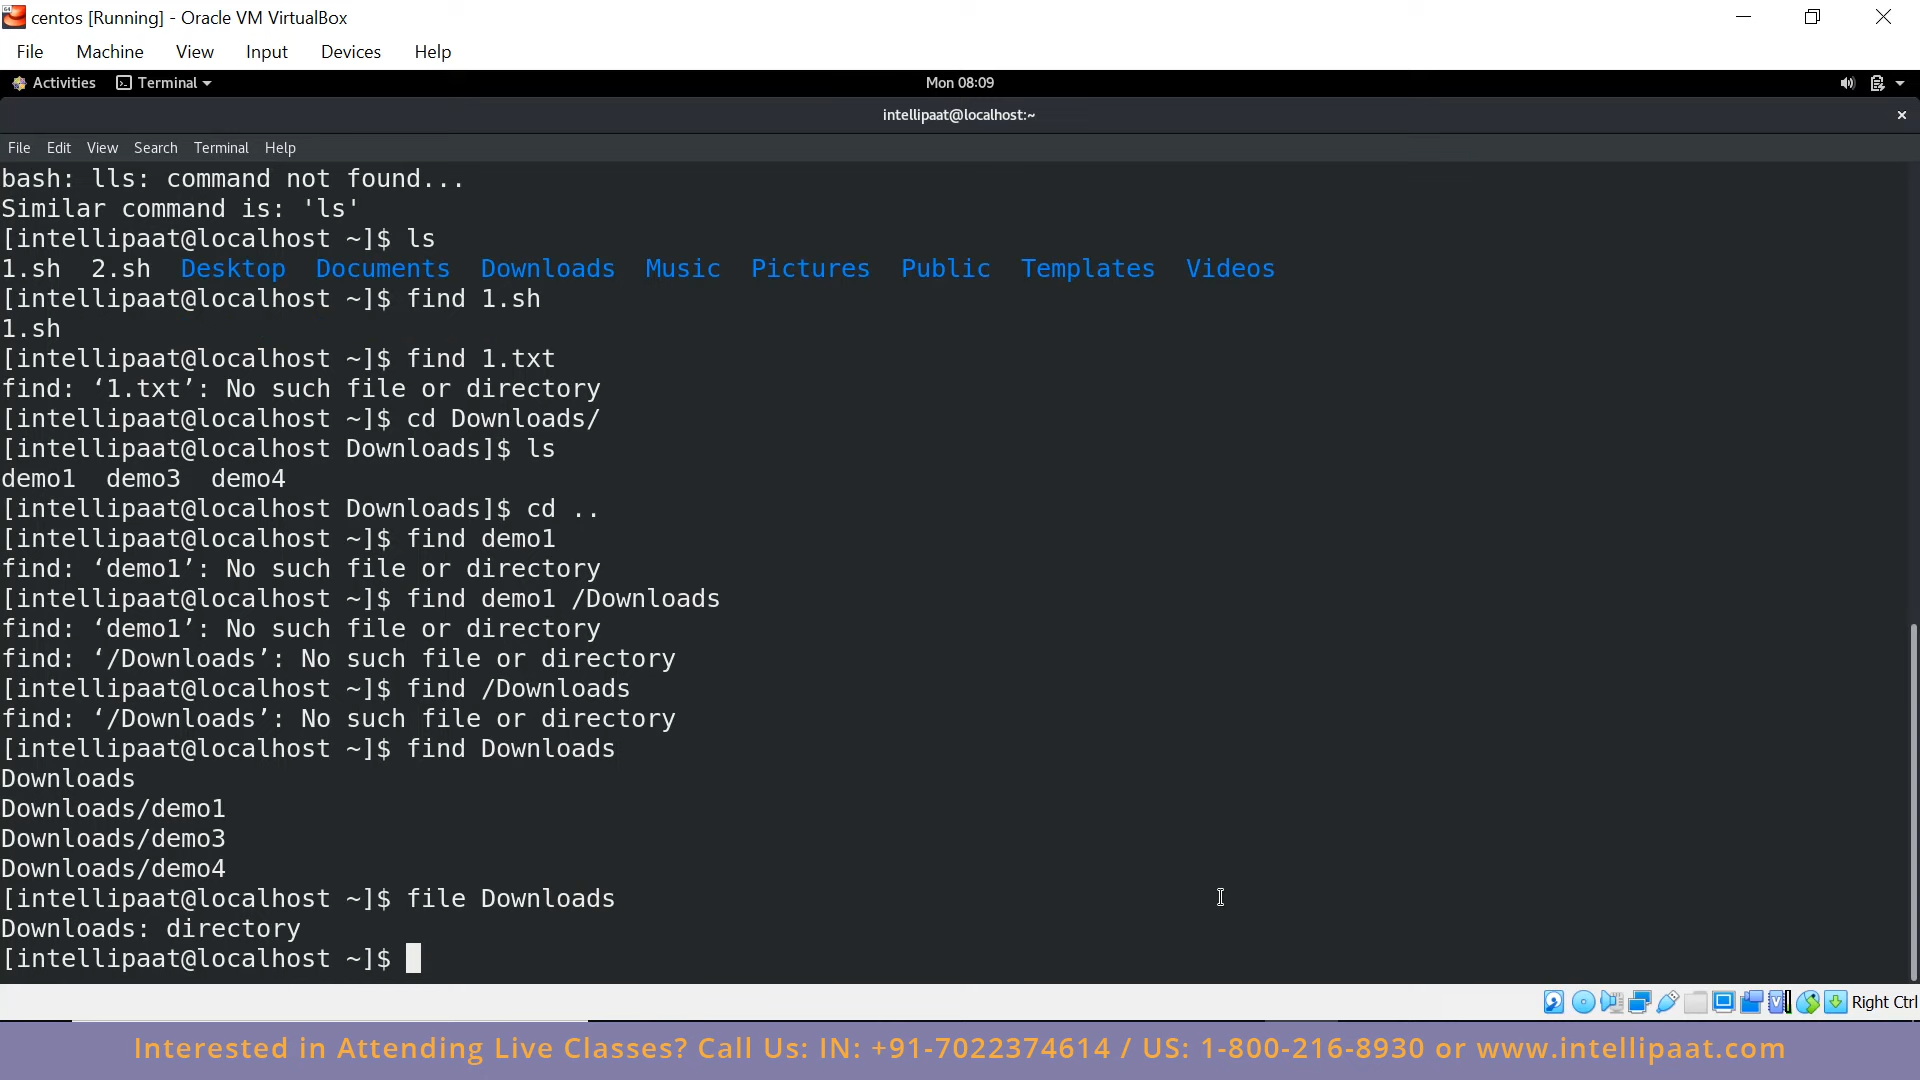 centos [Running] - Oracle VM VirtualBox
File Machine View Input Devices Help
Activities Terminal Mon 08:09
intellipaat@localhost:~
File Edit View Search Terminal Help
bash: lls: command not found...
Similar command is: 'ls'
[intellipaat@localhost ~]$ ls
1.sh 2.sh Desktop Documents Downloads Music Pictures Public Templates Videos
[intellipaat@localhost ~]$ find 1.sh
1.sh
[intellipaat@localhost ~]$ find 1.txt
find: ‘1.txt’: No such file or directory
[intellipaat@localhost ~]$ cd Downloads/
[intellipaat@localhost Downloads]$ ls
demo1 demo3 demo4
[intellipaat@localhost Downloads]$ cd ..
[intellipaat@localhost ~]$ find demo1
find: ‘demo1’: No such file or directory
[intellipaat@localhost ~]$ find demo1 /Downloads
find: ‘demo1’: No such file or directory
find: ‘/Downloads’: No such file or directory
[intellipaat@localhost ~]$ find /Downloads
find: ‘/Downloads’: No such file or directory
[intellipaat@localhost ~]$ find Downloads
Downloads
Downloads/demo1
Downloads/demo3
Downloads/demo4
[intellipaat@localhost ~]$ file Downloads
Downloads: directory
[intellipaat@localhost ~]$
Right Ctrl
Interested in Attending Live Classes? Call Us: IN: +91-7022374614 / US: 1-800-216-8930 or www.intellipaat.com